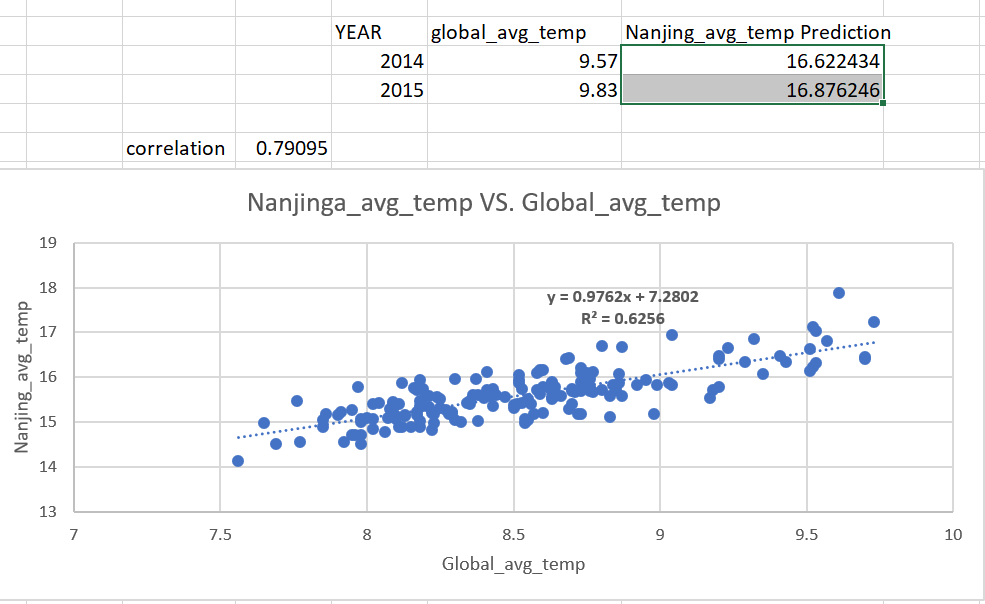 YEAR global_avg_temp Nanjing_avg_temp Prediction
2014 9.57 16.622434
2015 9.83 16.876246
correlation 0.79095
Nanjinga_avg_temp VS. Global_avg_temp
19
18
17
16
15
14
13
Nanjing_avg_temp
y = 0.9762x + 7.2802
R² = 0.6256
7 7.5 8 8.5 9 9.5 10
Global_avg_temp